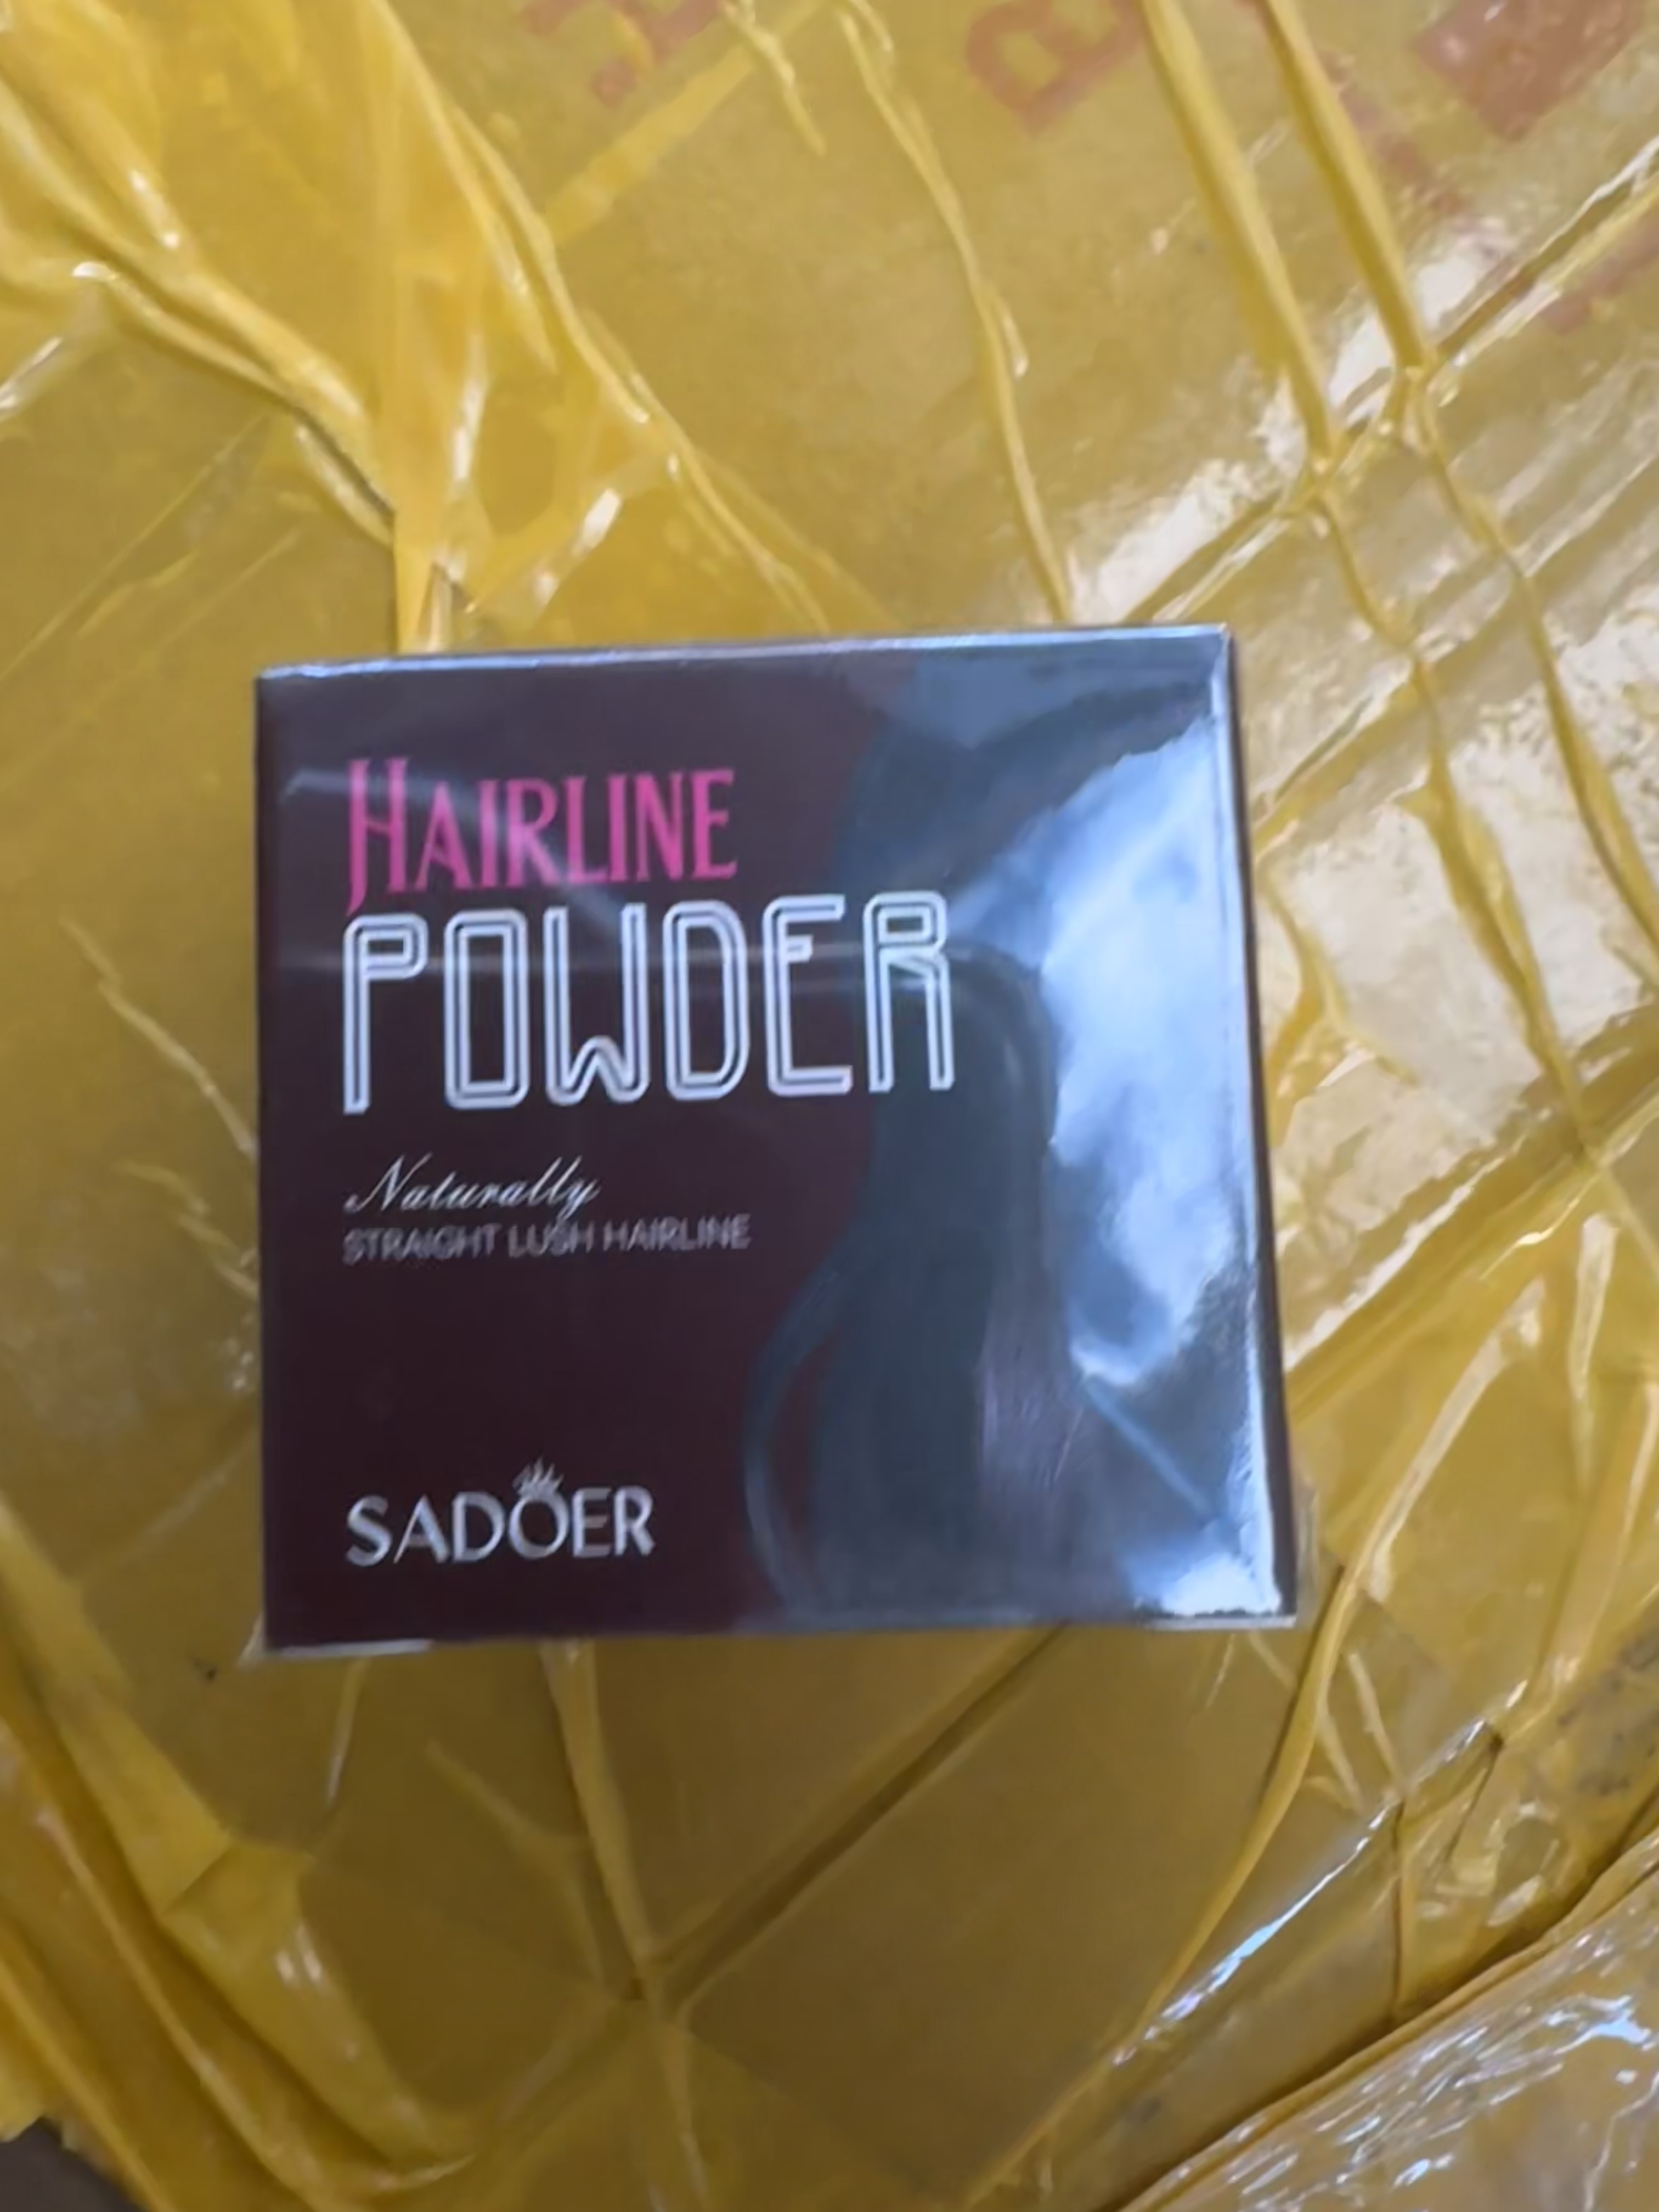 HAIRLINE
POWDER
Naturally
STRAIGHT LUSH HAIRLINE
SADOER